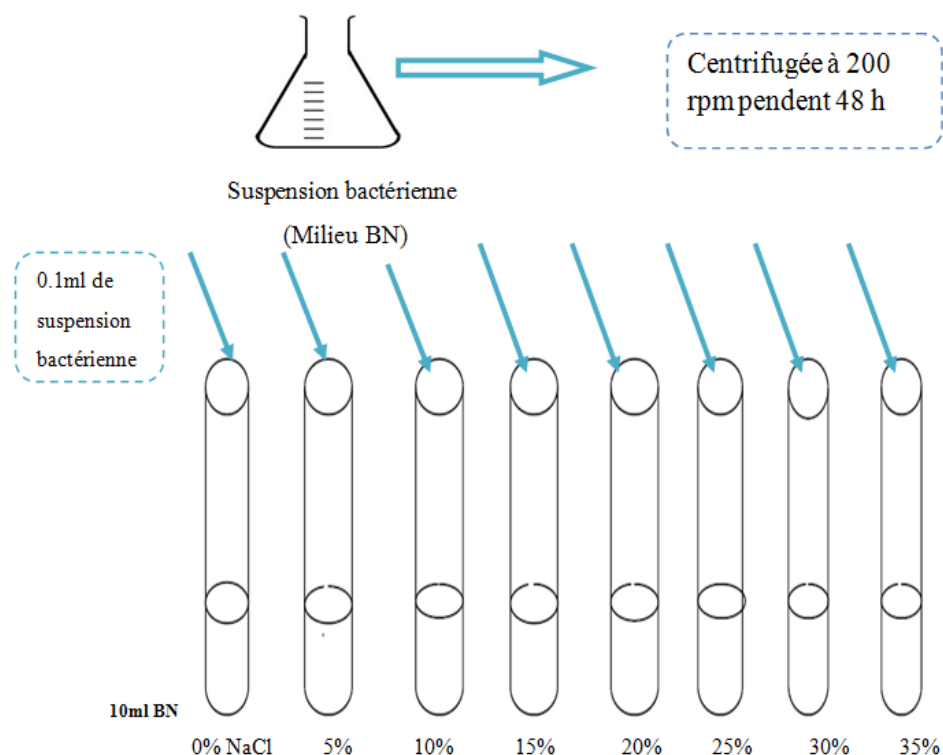 Centrifugée à 200
rpm pendent 48 h
Suspension bactérienne
(Milieu BN)
0.1ml de
suspension
bactérienne
10ml BN
0% NaCl 5% 10% 15% 20% 25% 30% 35%